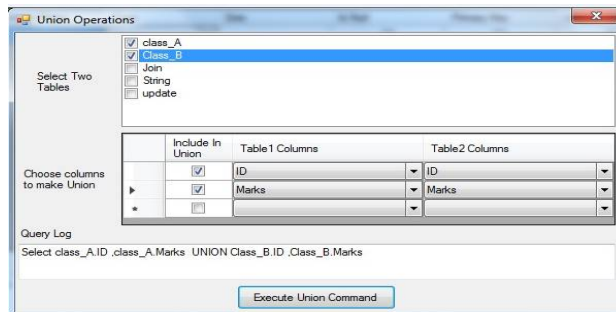 Union Operations
class_A
Class_B
Join
String
update
Select Two
Tables
Include In
Union
Table1 Columns
Table2 Columns
Choose columns
to make Union
ID
ID
Marks
Marks
Query Log
Select class_A.ID ,class_A.Marks UNION Class_B.ID ,Class_B.Marks
Execute Union Command